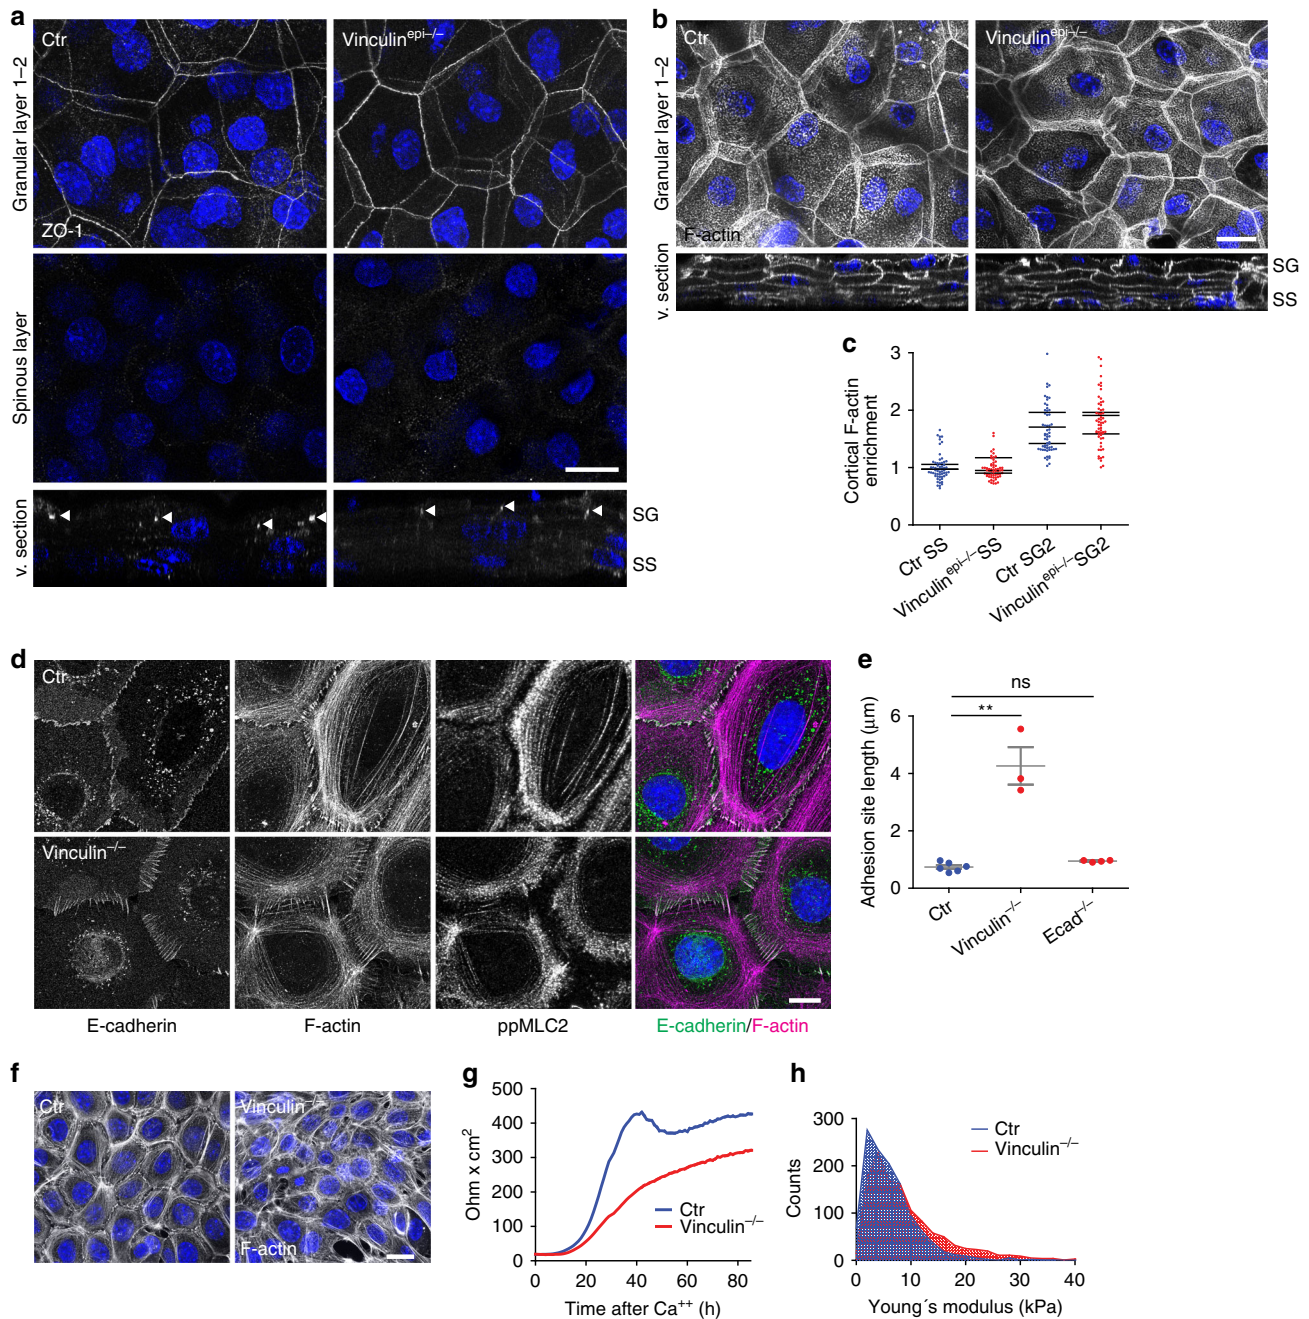 a
Granular layer 1–2
Ctr
ZO-1
Vinculin^epi–/–
Spinous layer
v. section
SG
SS
b
Granular layer 1–2
Ctr
F-actin
Vinculin^epi–/–
v. section
SG
SS
c
Cortical F-actin
enrichment
3
2
1
0
Ctr SS
Vinculin^epi–/– SS
Ctr SG2
Vinculin^epi–/– SG2
d
Ctr
Vinculin^–/–
E-cadherin
F-actin
ppMLC2
E-cadherin/F-actin
e
ns
**
Adhesion site length (µm)
6
4
2
0
Ctr
Vinculin^–/–
Ecad^–/–
f
Ctr
Vinculin^–/–
F-actin
g
Ohm x cm²
500
400
300
200
100
0
Ctr
Vinculin^–/–
0 20 40 60 80
Time after Ca⁺⁺ (h)
h
Counts
300
200
100
0
Ctr
Vinculin^–/–
0 10 20 30 40
Young´s modulus (kPa)